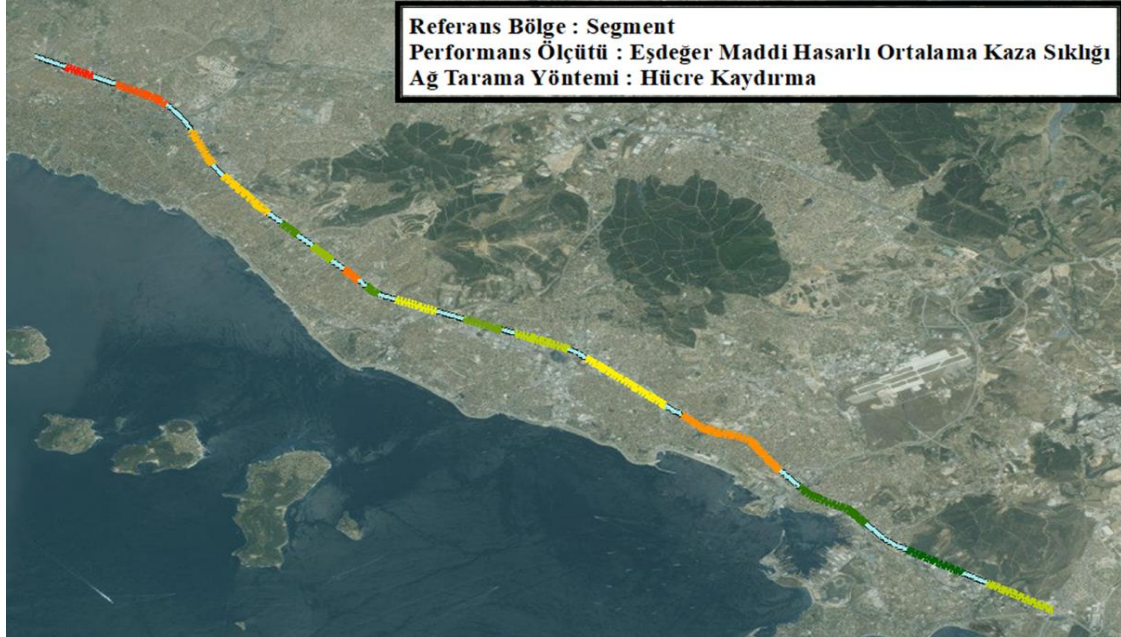 Referans Bölge : Segment
Performans Ölçütü : Eşdeğer Maddi Hasarlı Ortalama Kaza Sıklığı
Ağ Tarama Yöntemi : Hücre Kaydırma